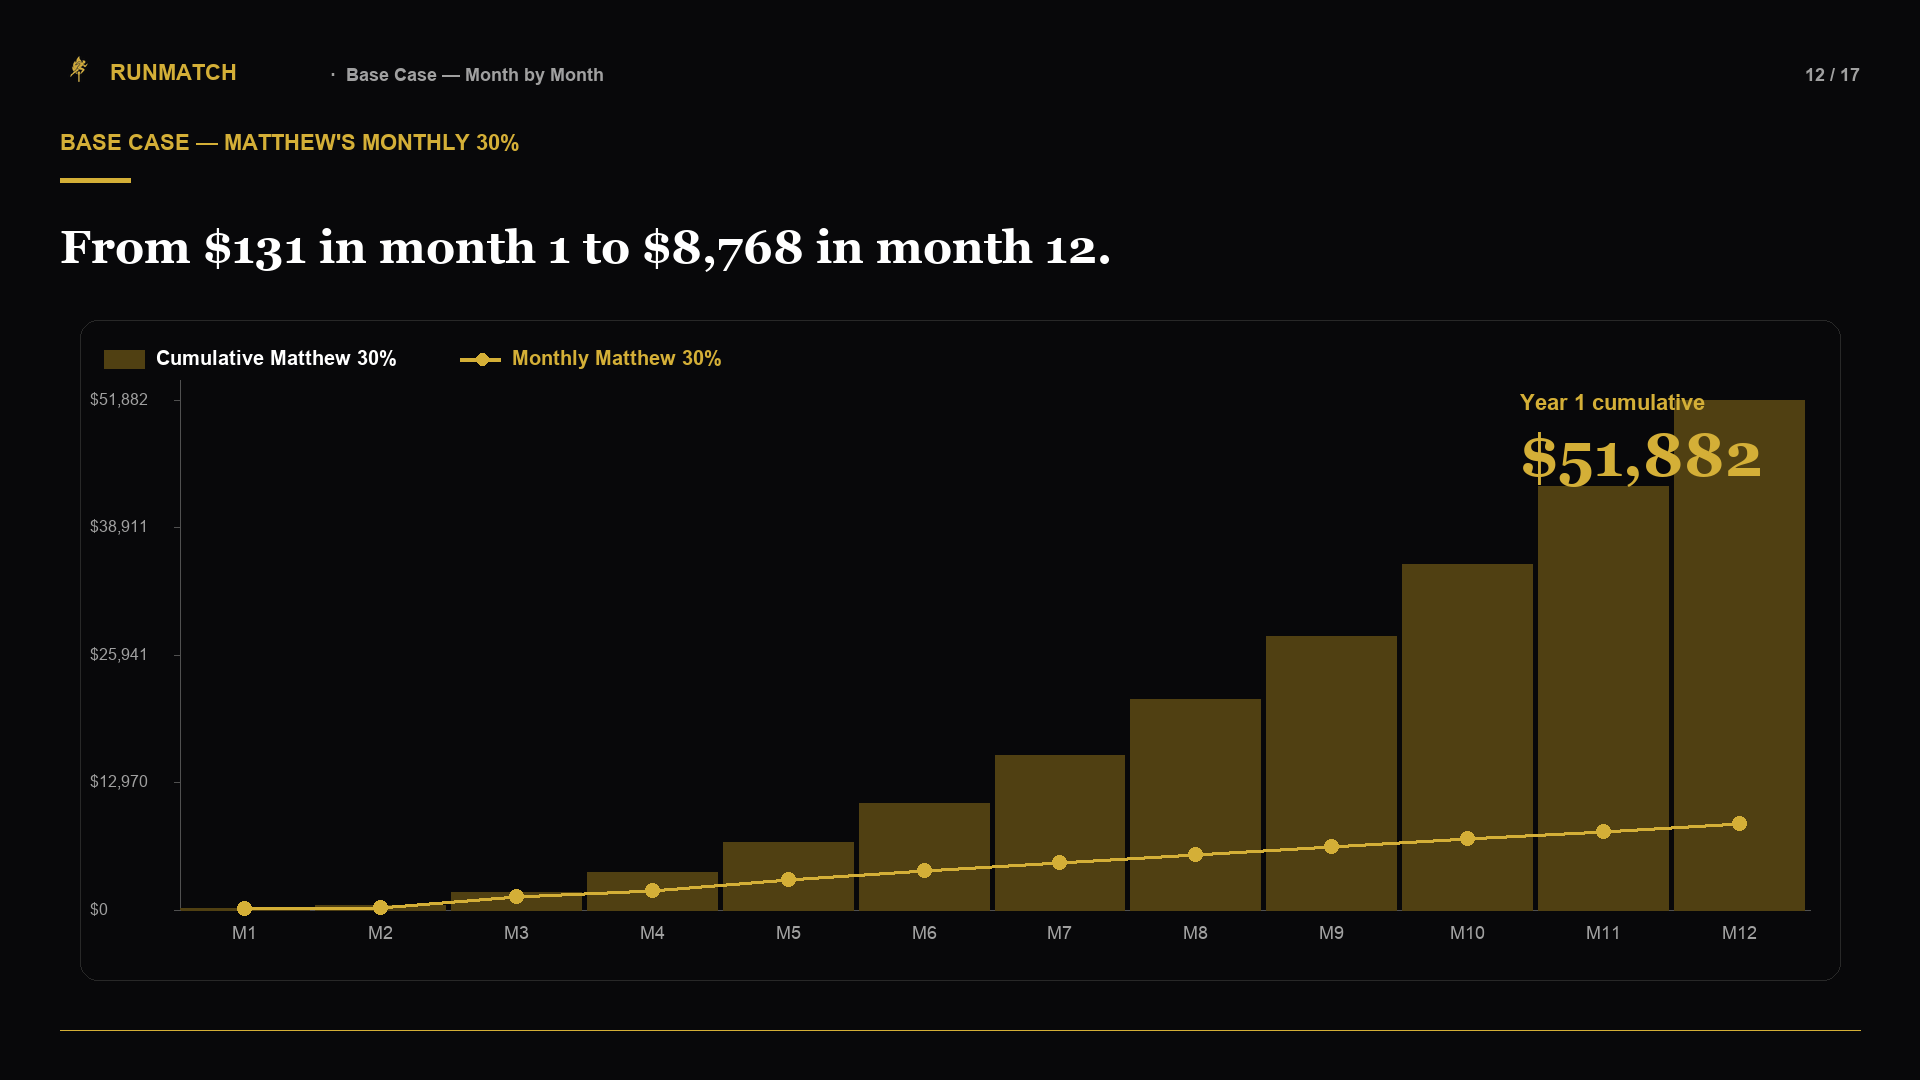 RUNMATCH · Base Case — Month by Month 12 / 17
BASE CASE — MATTHEW'S MONTHLY 30%
From $131 in month 1 to $8,768 in month 12.
Cumulative Matthew 30% Monthly Matthew 30%
$51,882
Year 1 cumulative
$51,882
$38,911
$25,941
$12,970
$0
M1 M2 M3 M4 M5 M6 M7 M8 M9 M10 M11 M12